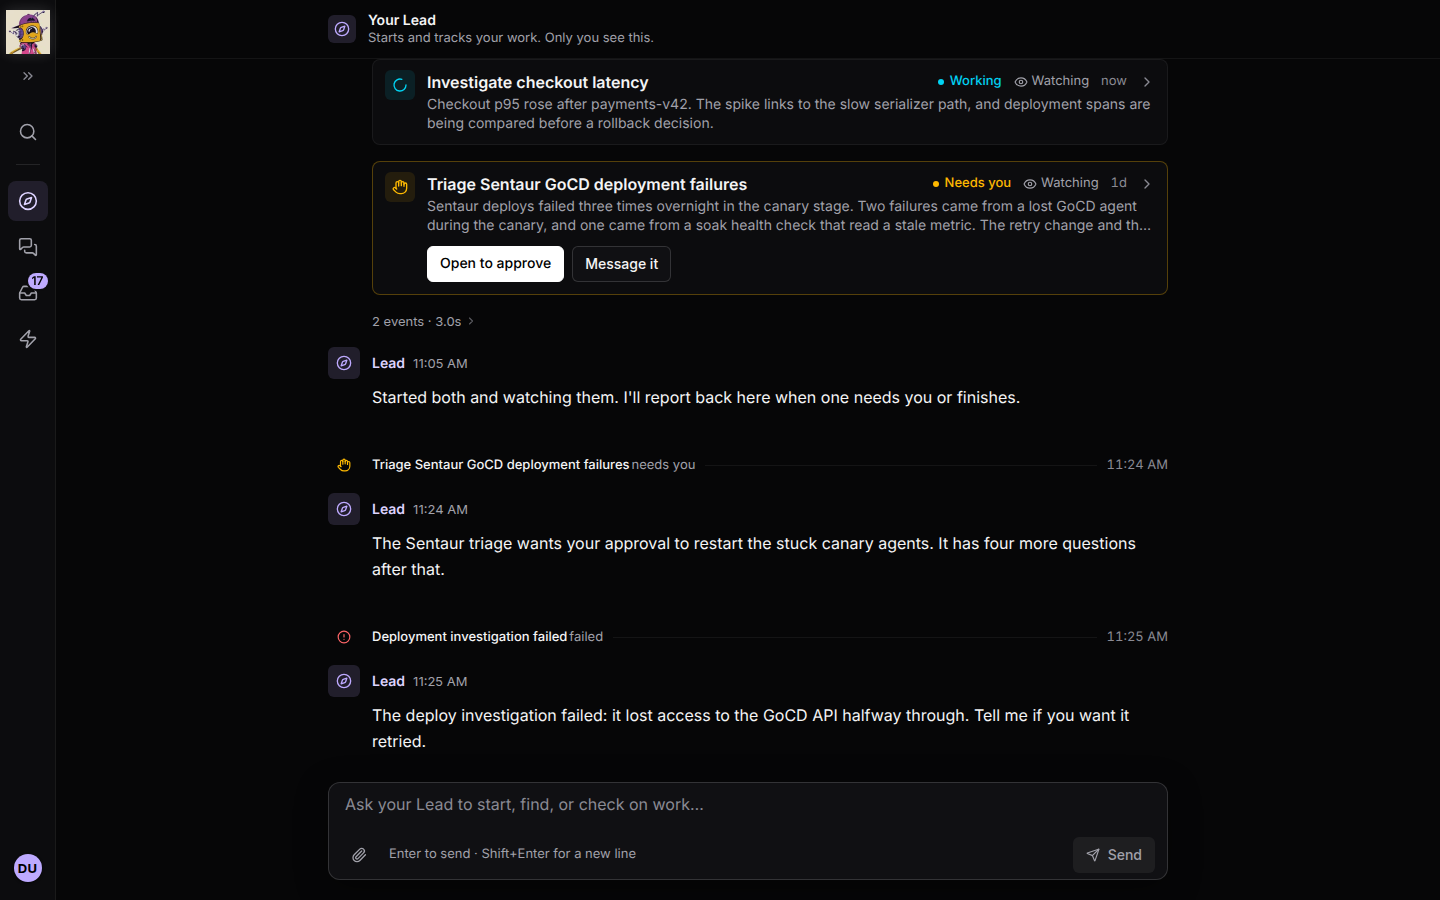 Your Lead
Starts and tracks your work. Only you see this.
Investigate checkout latency
Working
Watching
now
Checkout p95 rose after payments-v42. The spike links to the slow serializer path, and deployment spans are
being compared before a rollback decision.
Triage Sentaur GoCD deployment failures
Needs you
Watching
1d
Sentaur deploys failed three times overnight in the canary stage. Two failures came from a lost GoCD agent
during the canary, and one came from a soak health check that read a stale metric. The retry change and th...
Open to approve
Message it
2 events · 3.0s
Lead 11:05 AM
Started both and watching them. I'll report back here when one needs you or finishes.
Triage Sentaur GoCD deployment failures needs you
11:24 AM
Lead 11:24 AM
The Sentaur triage wants your approval to restart the stuck canary agents. It has four more questions
after that.
Deployment investigation failed failed
11:25 AM
Lead 11:25 AM
The deploy investigation failed: it lost access to the GoCD API halfway through. Tell me if you want it
retried.
Ask your Lead to start, find, or check on work...
Enter to send · Shift+Enter for a new line
Send
17
DU